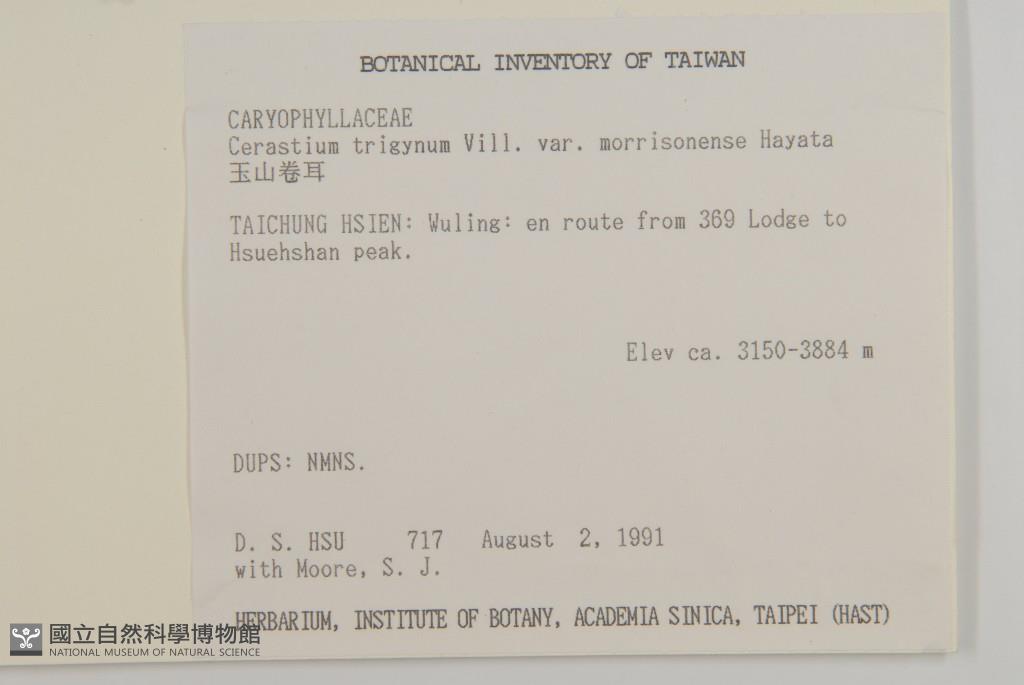 BOTANICAL INVENTORY OF TAIWAN
CARYOPHYLLACEAE
Cerastium trigynum Vill. var. morrisonense Hayata
玉山卷耳
TAICHUNG HSIEN: Wuling: en route from 369 Lodge to
Hsuehshan peak.
Elev ca. 3150-3884 m
DUPS: NMNS.
D. S. HSU 717 August 2, 1991
with Moore, S. J.
HERBARIUM, INSTITUTE OF BOTANY, ACADEMIA SINICA, TAIPEI (HAST)
國立自然科學博物館
NATIONAL MUSEUM OF NATURAL SCIENCE